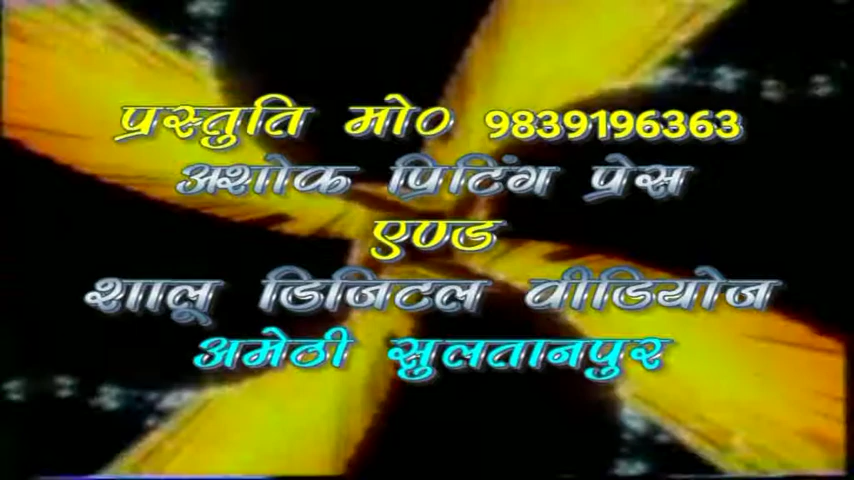 प्रस्तुति मो० 9839196363
अशोक प्रिटिंग प्रेस
एण्ड
शालू डिजिटल वीडियोज
अमेठी सुलतानपुर